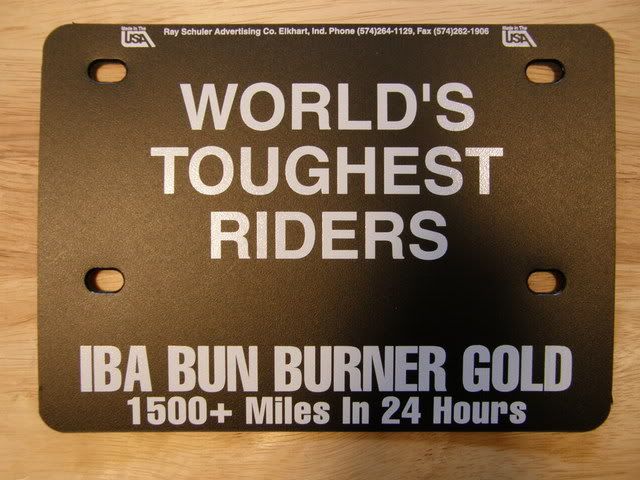 Made In The USA
Ray Schuler Advertising Co. Elkhart, Ind. Phone (574)264-1129, Fax (574)262-1906
Made In The USA
WORLD'S
TOUGHEST
RIDERS
IBA BUN BURNER GOLD
1500+ Miles In 24 Hours